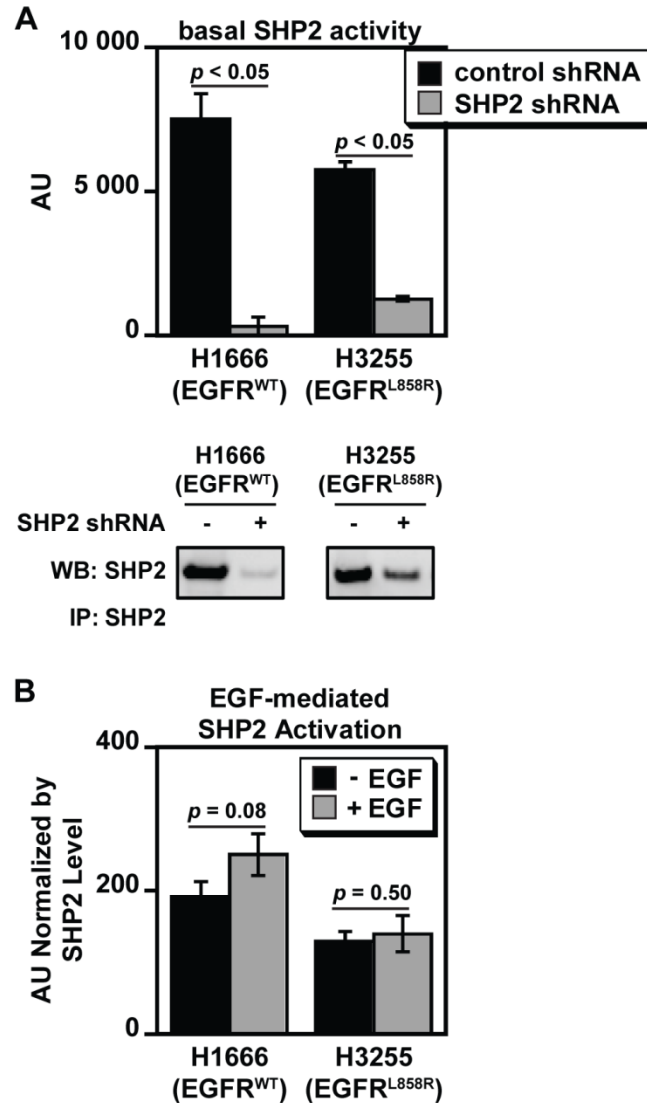 A
basal SHP2 activity
10 000
p < 0.05
control shRNA
SHP2 shRNA
p < 0.05
AU
5 000
0
H1666
(EGFRᵂᵀ)
H3255
(EGFRᴸ⁸⁵⁸ᴿ)
H1666
(EGFRᵂᵀ)
H3255
(EGFRᴸ⁸⁵⁸ᴿ)
SHP2 shRNA - + - +
WB: SHP2
IP: SHP2
B
EGF-mediated
SHP2 Activation
400
- EGF
+ EGF
p = 0.08
p = 0.50
AU Normalized by
SHP2 Level
200
0
H1666
(EGFRᵂᵀ)
H3255
(EGFRᴸ⁸⁵⁸ᴿ)